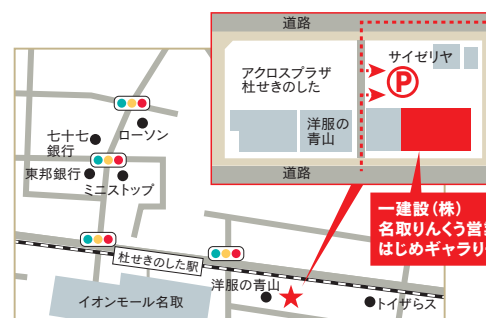 道路
サイゼリヤ
アクロスプラザ
杜せきのした
P
洋服の
青山
道路
一建設(株)
名取りんくう営
はじめギャラリ
七十七
銀行
ローソン
東邦銀行
ミニストップ
杜せきのした駅
洋服の青山
イオンモール名取
トイザらス